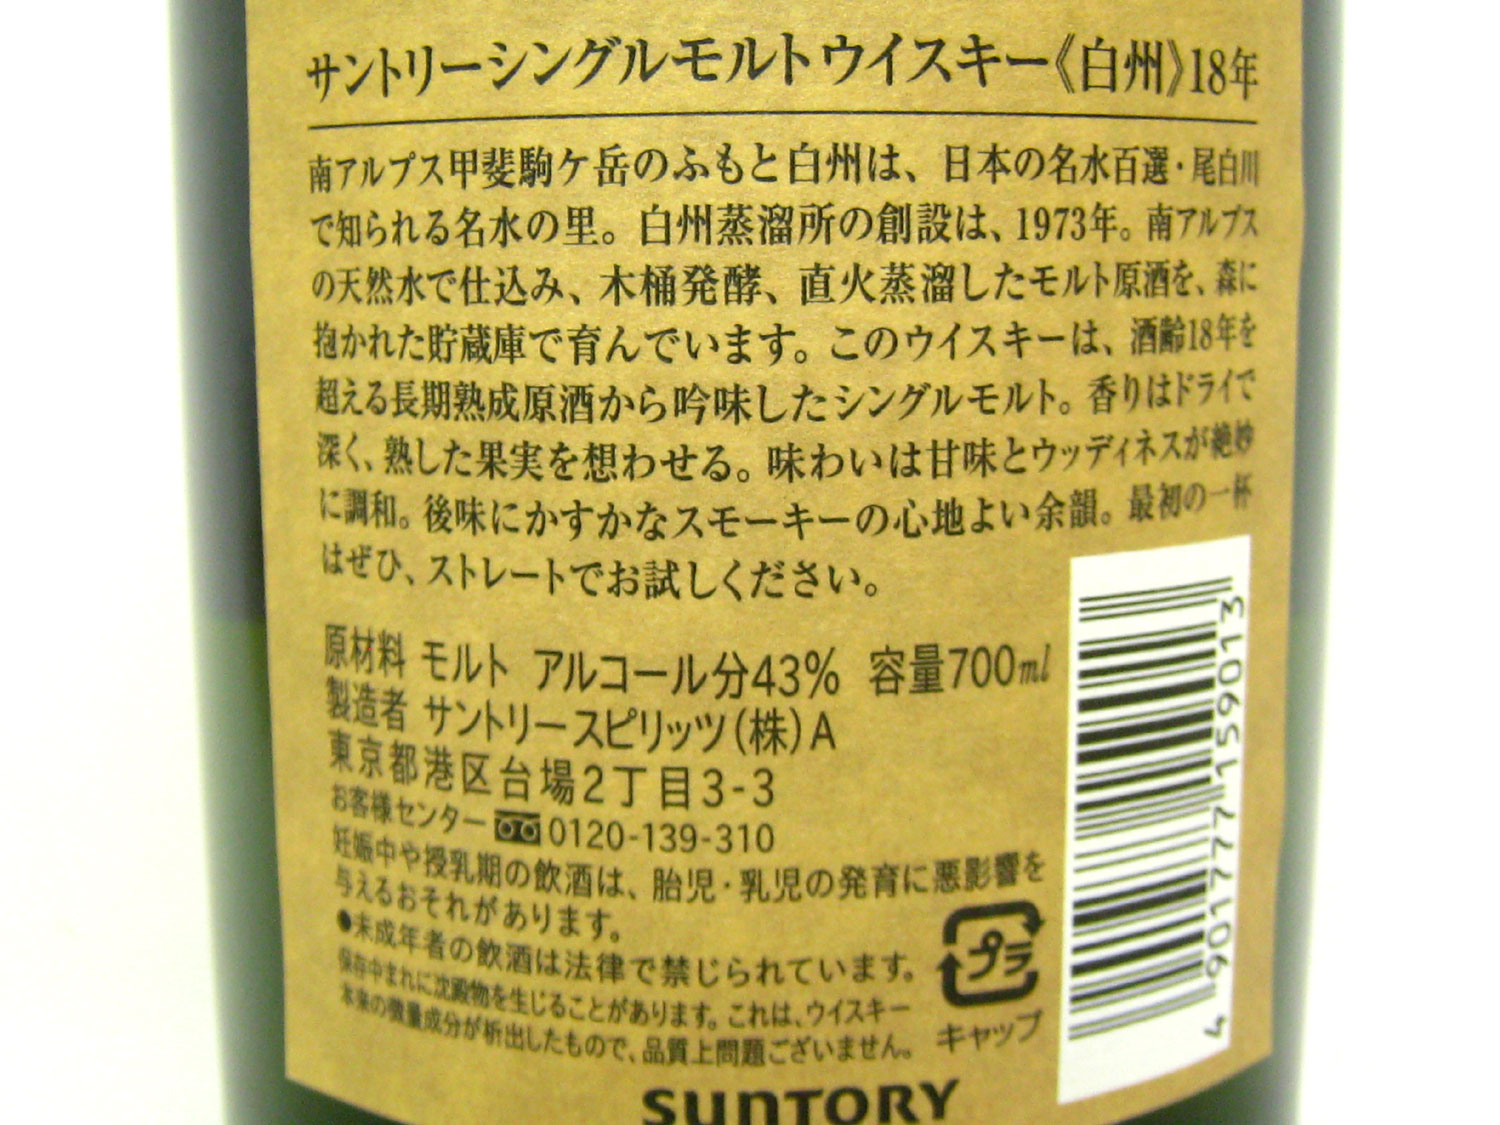 サントリーシングルモルトウイスキー《白州》18年
南アルプス甲斐駒ケ岳のふもと白州は、日本の名水百選・尾白川
で知られる名水の里。白州蒸溜所の創設は、1973年。南アルプス
の天然水で仕込み、木桶発酵、直火蒸溜したモルト原酒を、森に
抱かれた貯蔵庫で育んでいます。このウイスキーは、酒齢18年を
超える長期熟成原酒から吟味したシングルモルト。香りはドライで
深く、熟した果実を想わせる。味わいは甘味とウッディネスが絶妙
に調和。後味にかすかなスモーキーの心地よい余韻。最初の一杯
はぜひ、ストレートでお試しください。
原材料 モルト アルコール分43% 容量700ml
製造者 サントリースピリッツ(株)A
東京都港区台場2丁目3-3
お客様センター 0120-139-310
妊娠中や授乳期の飲酒は、胎児・乳児の発育に悪影響を
与えるおそれがあります。
●未成年者の飲酒は法律で禁じられています。
保存中まれに沈殿物を生じることがあります。これは、ウイスキー
本来の微量成分が析出したもので、品質上問題ございません。
プラ
キャップ
4 901777 159013
SUNTORY